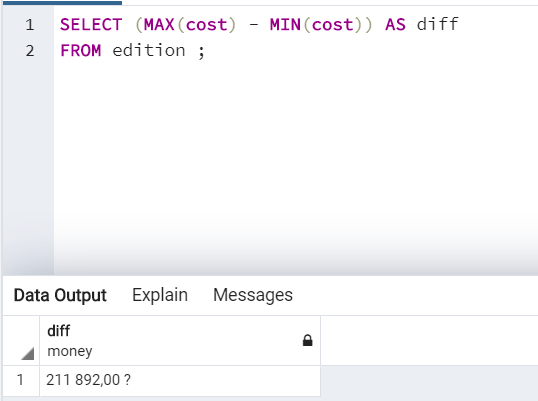 1 SELECT (MAX(cost) - MIN(cost)) AS diff
2 FROM edition ;
Data Output Explain Messages
diff
money
1 211 892,00 ?